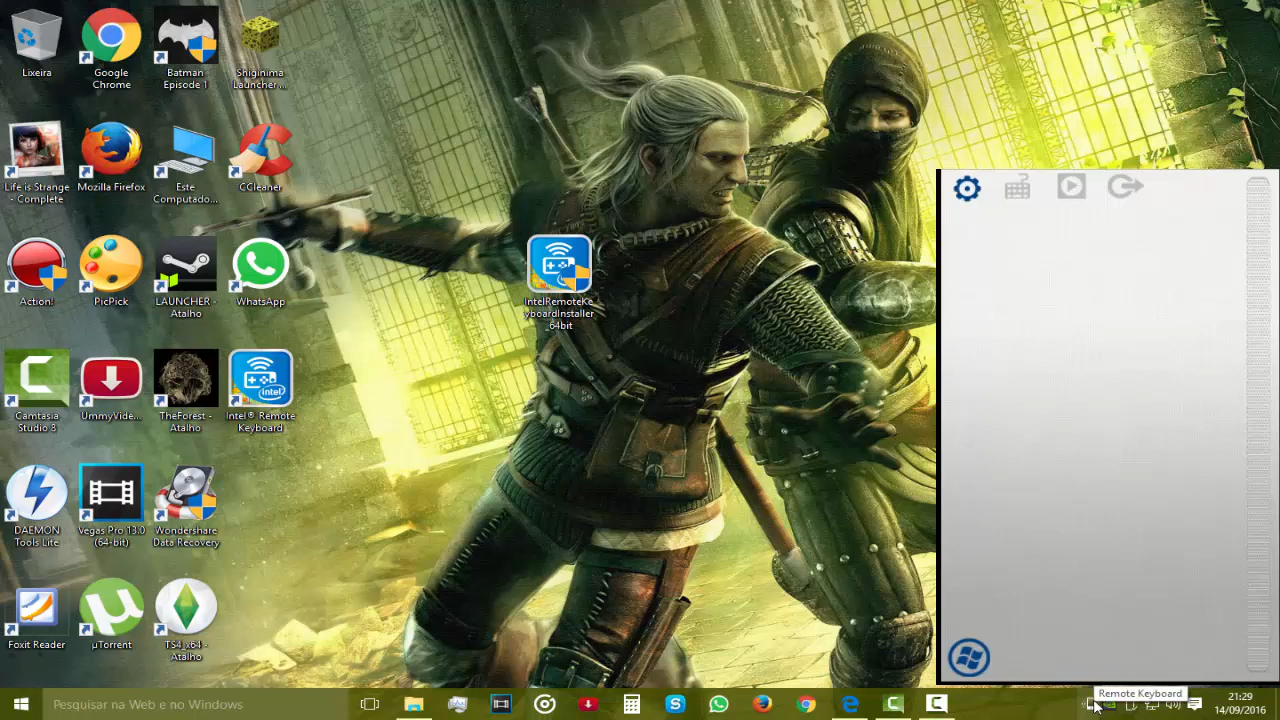 Lixeira
Google
Chrome
Batman
Episode 1
Shiginima
Launcher ...
Life is Strange
- Complete
Mozilla Firefox
Este
Computado...
CCleaner
Action!
PicPick
LAUNCHER -
Atalho
WhatsApp
IntelRemoteKe
yboardInstaller
64bit
Camtasia
Studio 8
UmmyVide...
TheForest -
Atalho
intel
Intel® Remote
Keyboard
DAEMON
Tools Lite
Vegas Pro 13.0
(64-bit)
Wondershare
Data Recovery
Foxit Reader
µTorrent
TS4_x64 -
Atalho
Remote Keyboard
Pesquisar na Web e no Windows
21:29
14/09/2016